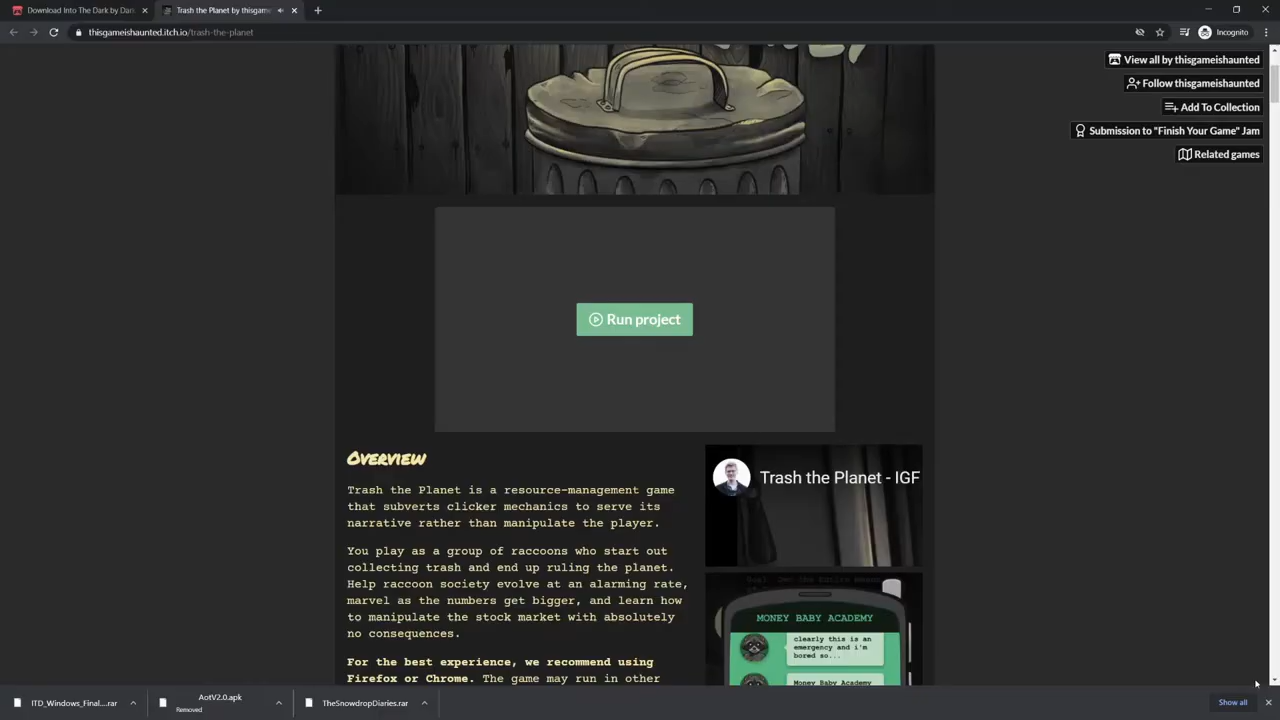 Download Into The Dark by Dark
Trash the Planet by thisgame
thisgameishaunted.itch.io/trash-the-planet
Incognito
View all by thisgameishaunted
Follow thisgameishaunted
Add To Collection
Submission to "Finish Your Game" Jam
Related games
Run project
Overview
Trash the Planet is a resource-management game
that subverts clicker mechanics to serve its
narrative rather than manipulate the player.
You play as a group of raccoons who start out
collecting trash and end up ruling the planet.
Help raccoon society evolve at an alarming rate,
marvel as the numbers get bigger, and learn how
to manipulate the stock market with absolutely
no consequences.
For the best experience, we recommend using
Firefox or Chrome. The game may run in other
Trash the Planet - IGF
MONEY BABY ACADEMY
clearly this is an
emergency and i'm
bored so...
Money Baby Academy
ITD_Windows_Final....rar
AotV2.0.apk
Removed
TheSnowdropDiaries.rar
Show all